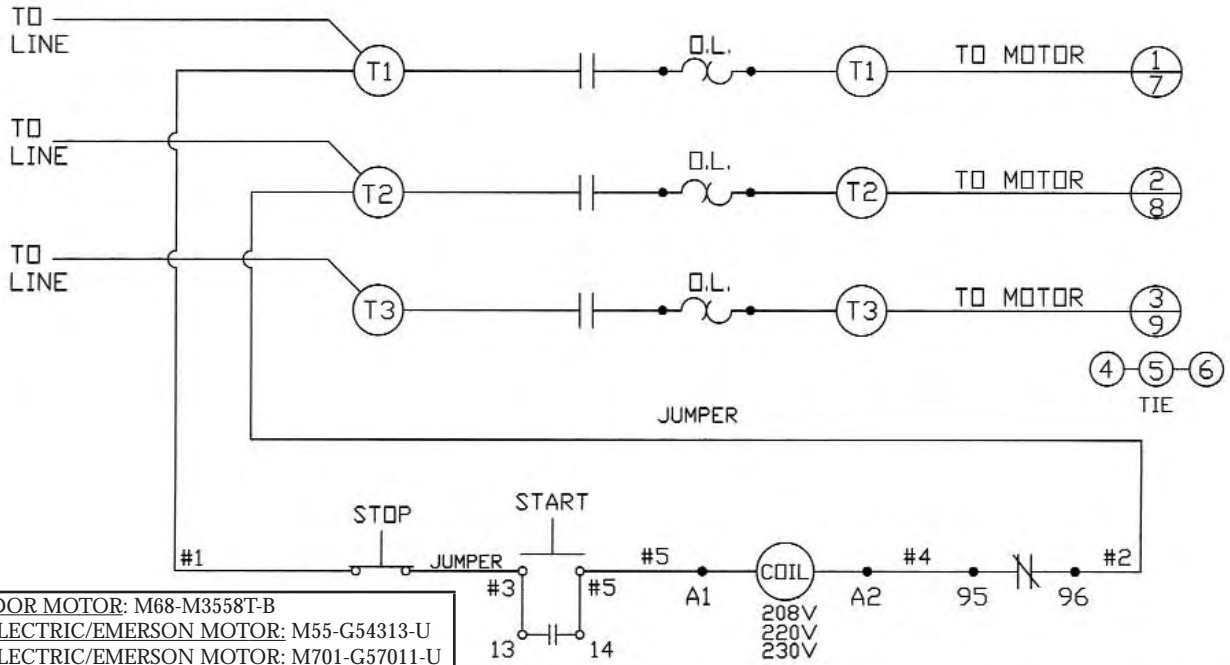 TO
LINE
T1
O.L.
T1
TO MOTOR
1
7
TO
LINE
T2
O.L.
T2
TO MOTOR
2
8
TO
LINE
T3
O.L.
T3
TO MOTOR
3
9
4
5
6
TIE
JUMPER
STOP
START
#1
JUMPER
#3
#5
#5
A1
COIL
208V
220V
230V
A2
#4
95
96
#2
13
14
DOR MOTOR: M68-M3558T-B
LECTRIC/EMERSON MOTOR: M55-G54313-U
LECTRIC/EMERSON MOTOR: M701-G57011-U